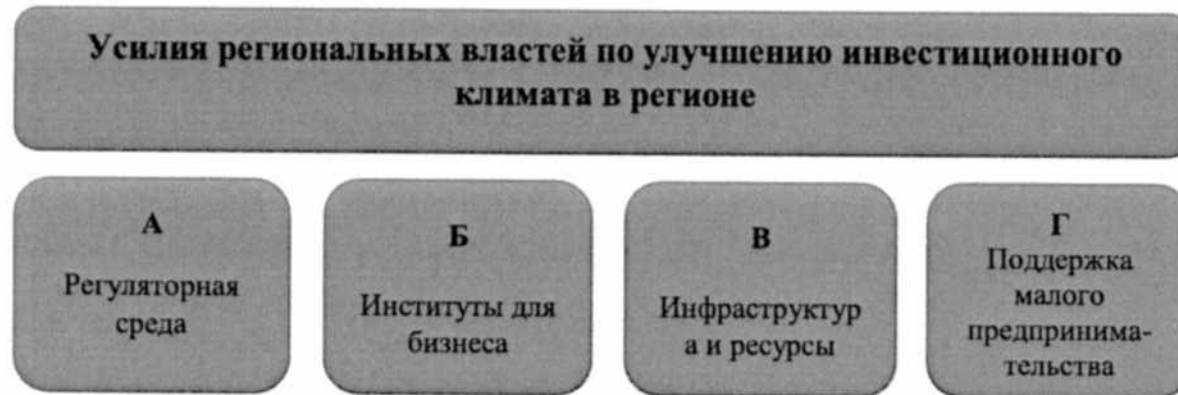 Усилия региональных властей по улучшению инвестиционного
климата в регионе
А
Регуляторная
среда
Б
Институты для
бизнеса
В
Инфраструктур
а и ресурсы
Г
Поддержка
малого
предпринима-
тельства